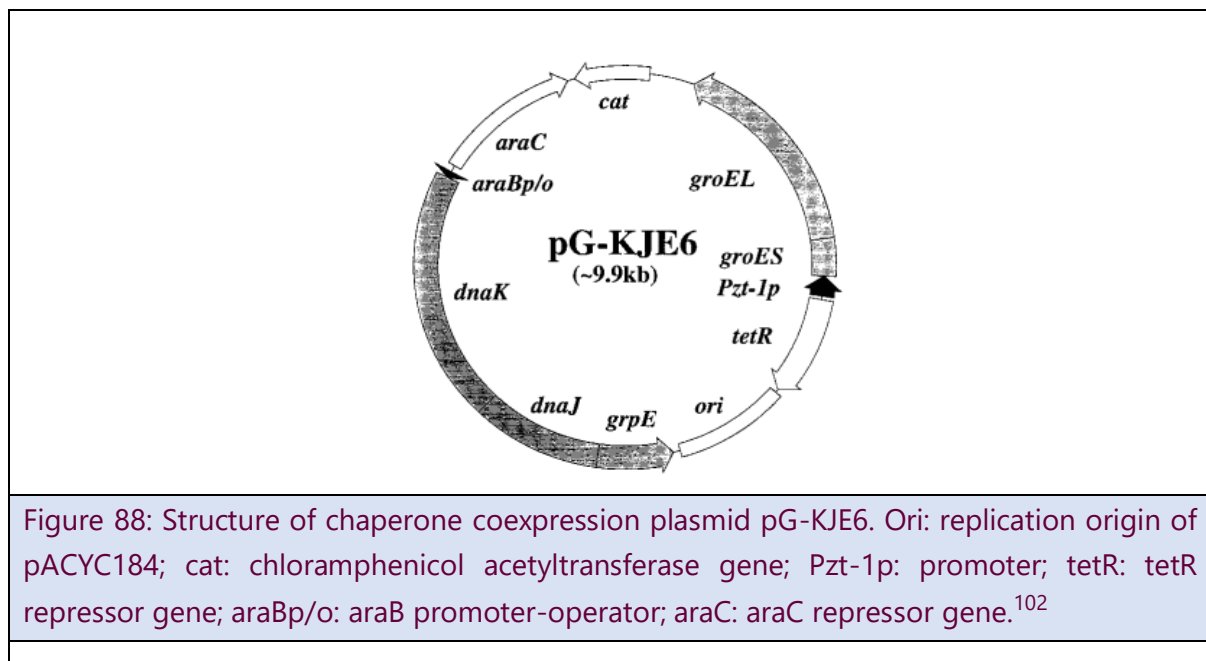 cat
araC
araBp/o
groEL
pG-KJE6
(~9.9kb)
groES
Pzt-1p
dnaK
tetR
dnaJ
grpE
ori
Figure 88: Structure of chaperone coexpression plasmid pG-KJE6. Ori: replication origin of
pACYC184; cat: chloramphenicol acetyltransferase gene; Pzt-1p: promoter; tetR: tetR
repressor gene; araBp/o: araB promoter-operator; araC: araC repressor gene.102